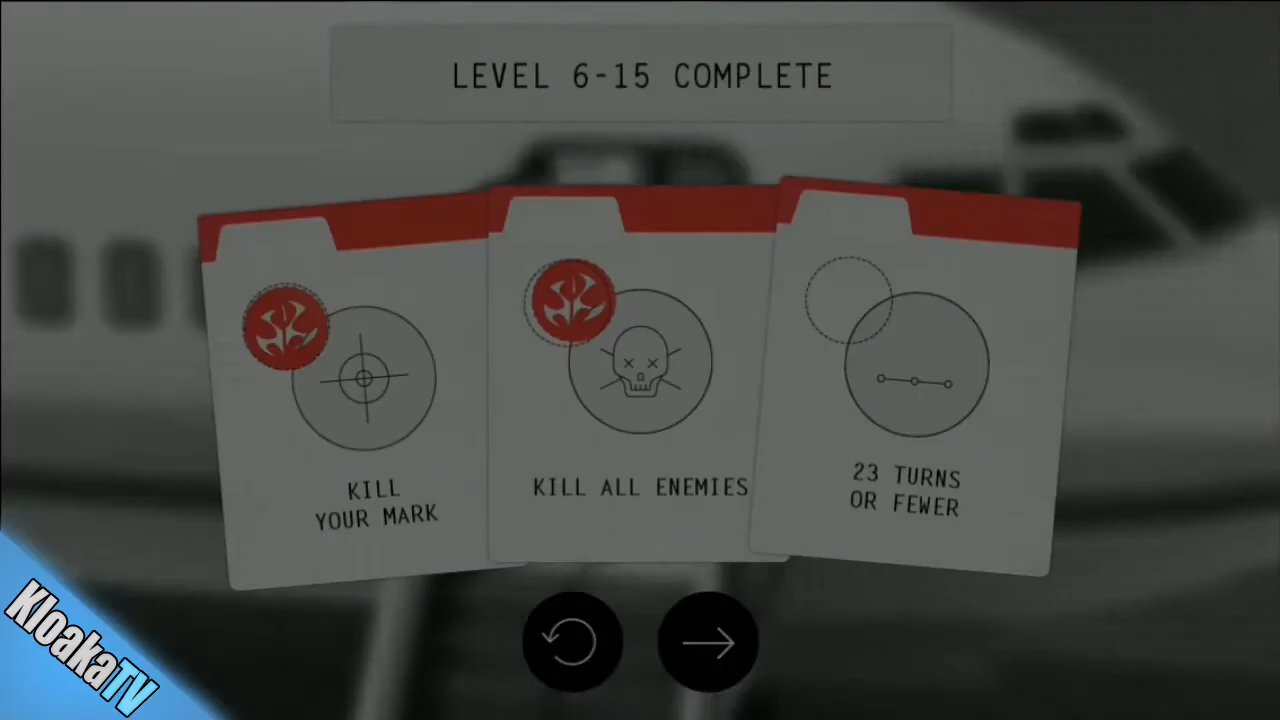 LEVEL 6-15 COMPLETE
KILL
YOUR MARK
KILL ALL ENEMIES
23 TURNS
OR FEWER
KloakaTV